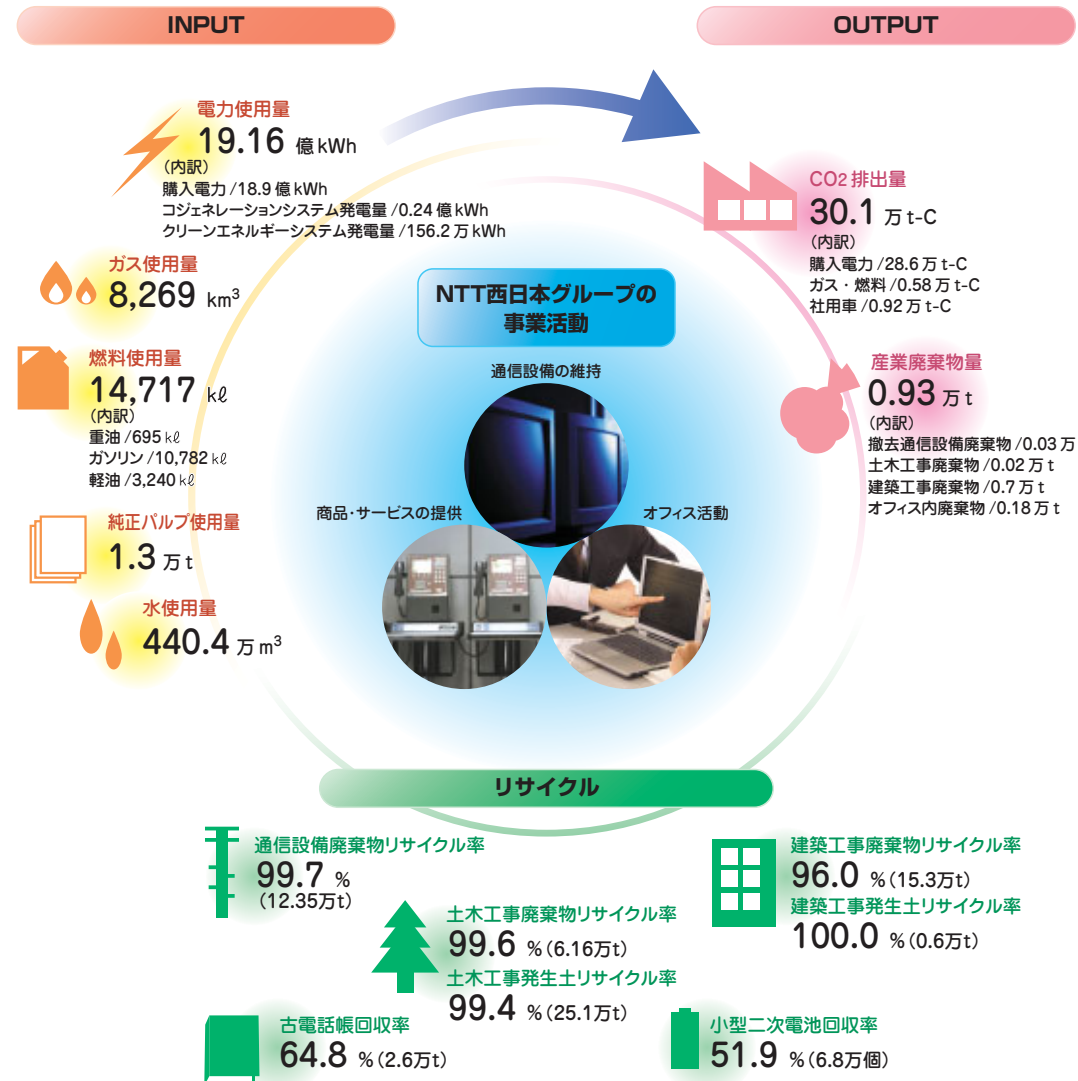 INPUT
OUTPUT
電力使用量
19.16 億kWh
（内訳）
購入電力/18.9億kWh
コジェネレーションシステム発電量/0.24億kWh
クリーンエネルギーシステム発電量/156.2万kWh
ガス使用量
8,269 km³
燃料使用量
14,717 kℓ
（内訳）
重油/695kℓ
ガソリン/10,782kℓ
軽油/3,240kℓ
純正パルプ使用量
1.3 万t
水使用量
440.4 万m³
NTT西日本グループの
事業活動
通信設備の維持
商品・サービスの提供
オフィス活動
CO2排出量
30.1 万t-C
（内訳）
購入電力/28.6万t-C
ガス・燃料/0.58万t-C
社用車/0.92万t-C
産業廃棄物量
0.93 万t
（内訳）
撤去通信設備廃棄物/0.03万
土木工事廃棄物/0.02万t
建築工事廃棄物/0.7万t
オフィス内廃棄物/0.18万t
リサイクル
通信設備廃棄物リサイクル率
99.7 %
（12.35万t）
土木工事廃棄物リサイクル率
99.6 %（6.16万t）
土木工事発生土リサイクル率
99.4 %（25.1万t）
建築工事廃棄物リサイクル率
96.0 %（15.3万t）
建築工事発生土リサイクル率
100.0 %（0.6万t）
古電話帳回収率
64.8 %（2.6万t）
小型二次電池回収率
51.9 %（6.8万個）